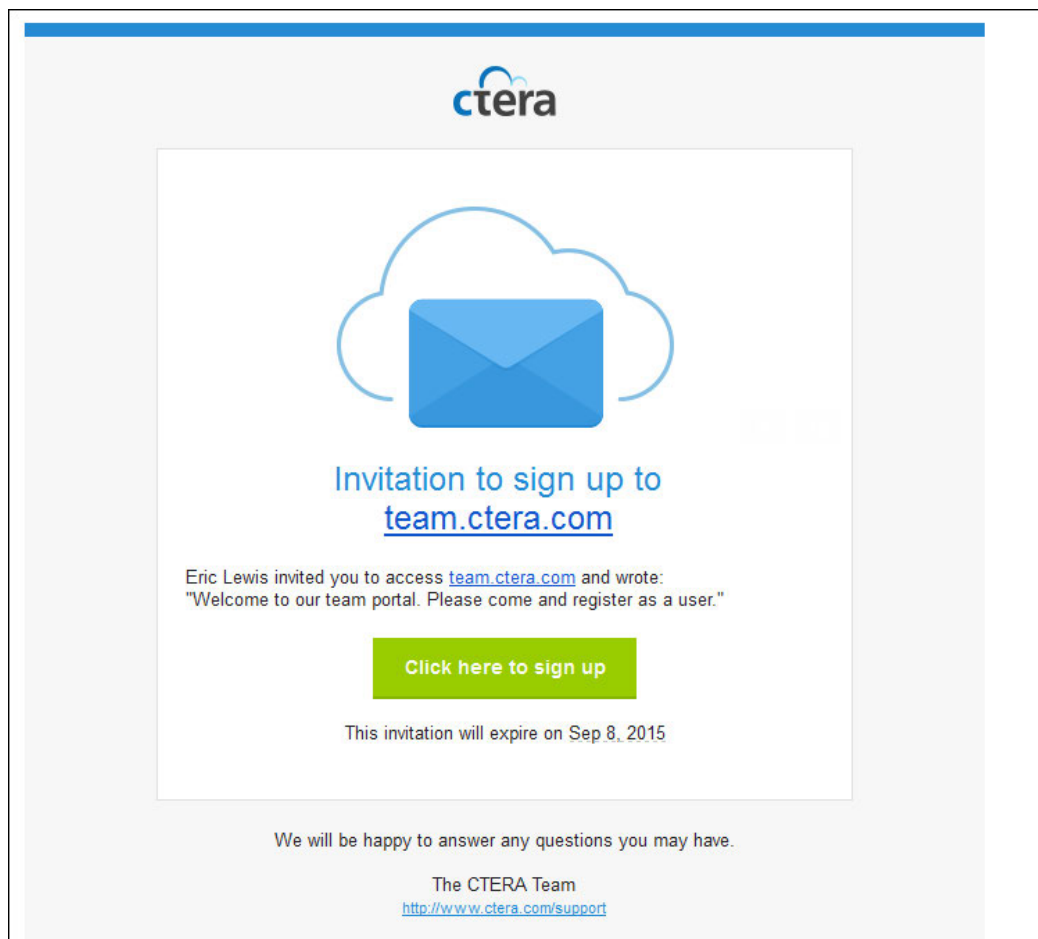 ctera
Invitation to sign up to
team.ctera.com
Eric Lewis invited you to access team.ctera.com and wrote:
"Welcome to our team portal. Please come and register as a user."
Click here to sign up
This invitation will expire on Sep 8, 2015
We will be happy to answer any questions you may have.
The CTERA Team
http://www.ctera.com/support